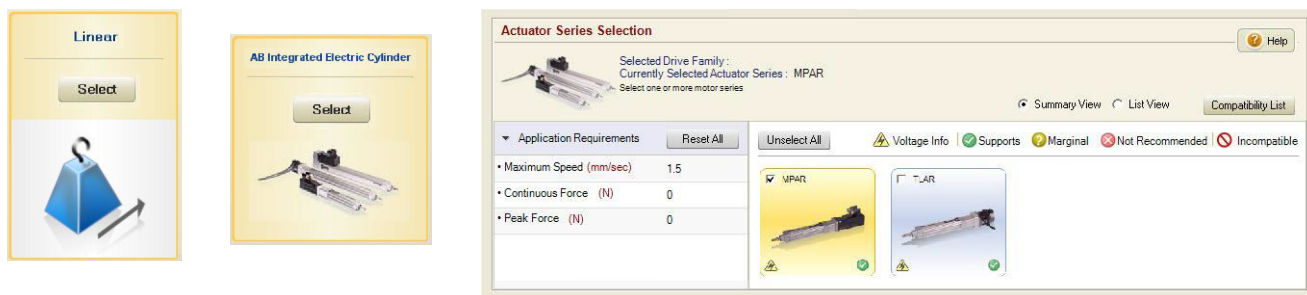 Linear
Select
AB Integrated Electric Cylinder
Select
Actuator Series Selection
Help
Selected Drive Family :
Currently Selected Actuator Series : MPAR
Select one or more motor series
Summary View
List View
Compatibility List
Application Requirements
Reset All
Unselect All
Voltage Info
Supports
Marginal
Not Recommended
Incompatible
• Maximum Speed (mm/sec) 1.5
• Continuous Force (N) 0
• Peak Force (N) 0
MPAR
TLAR